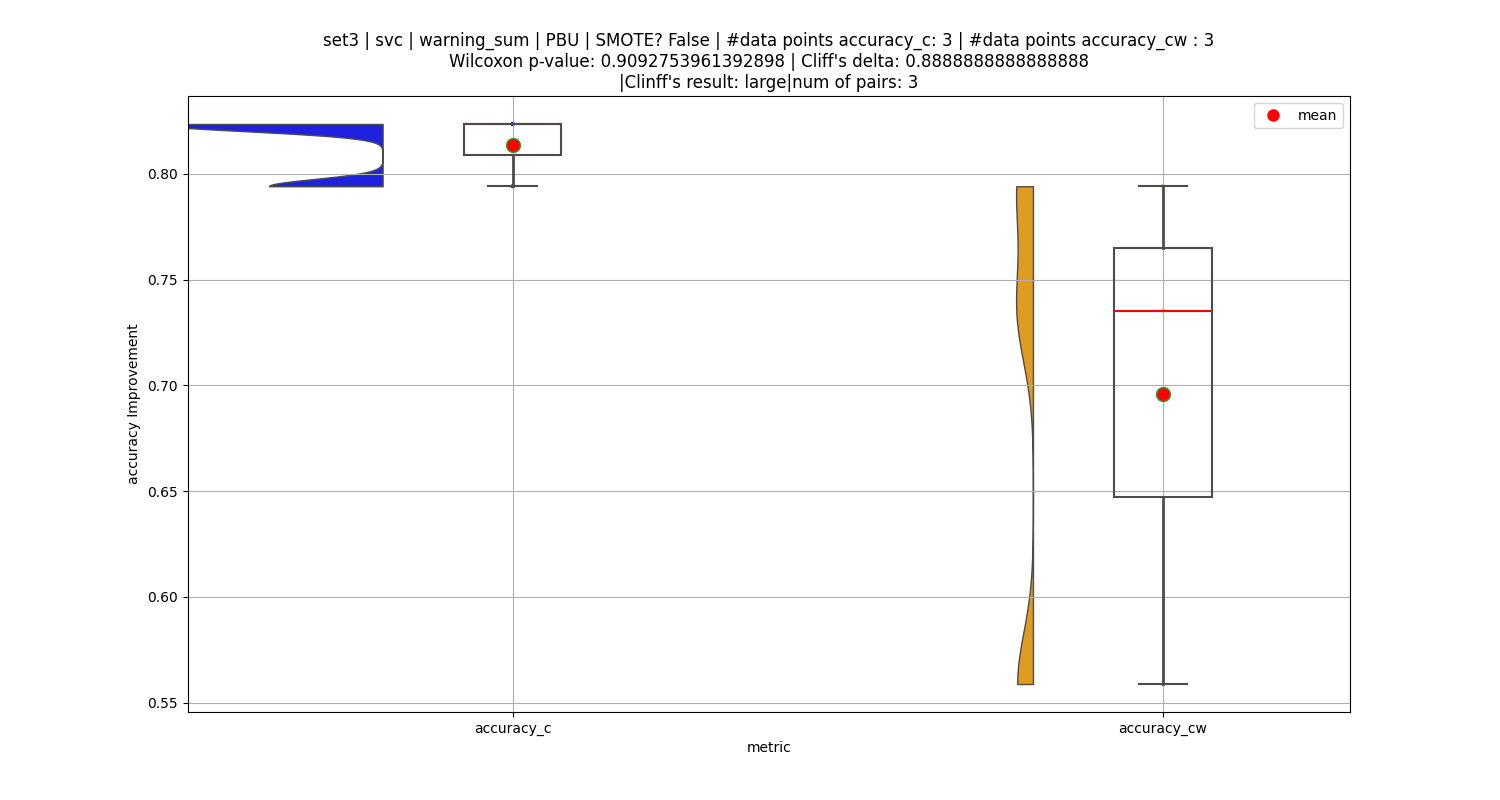 set3 | svc | warning_sum | PBU | SMOTE? False | #data points accuracy_c: 3 | #data points accuracy_cw : 3
Wilcoxon p-value: 0.9092753961392898 | Cliff's delta: 0.8888888888888888
|Clinff's result: large|num of pairs: 3
mean
0.80
0.75
0.70
0.65
0.60
0.55
accuracy Improvement
accuracy_c
accuracy_cw
metric